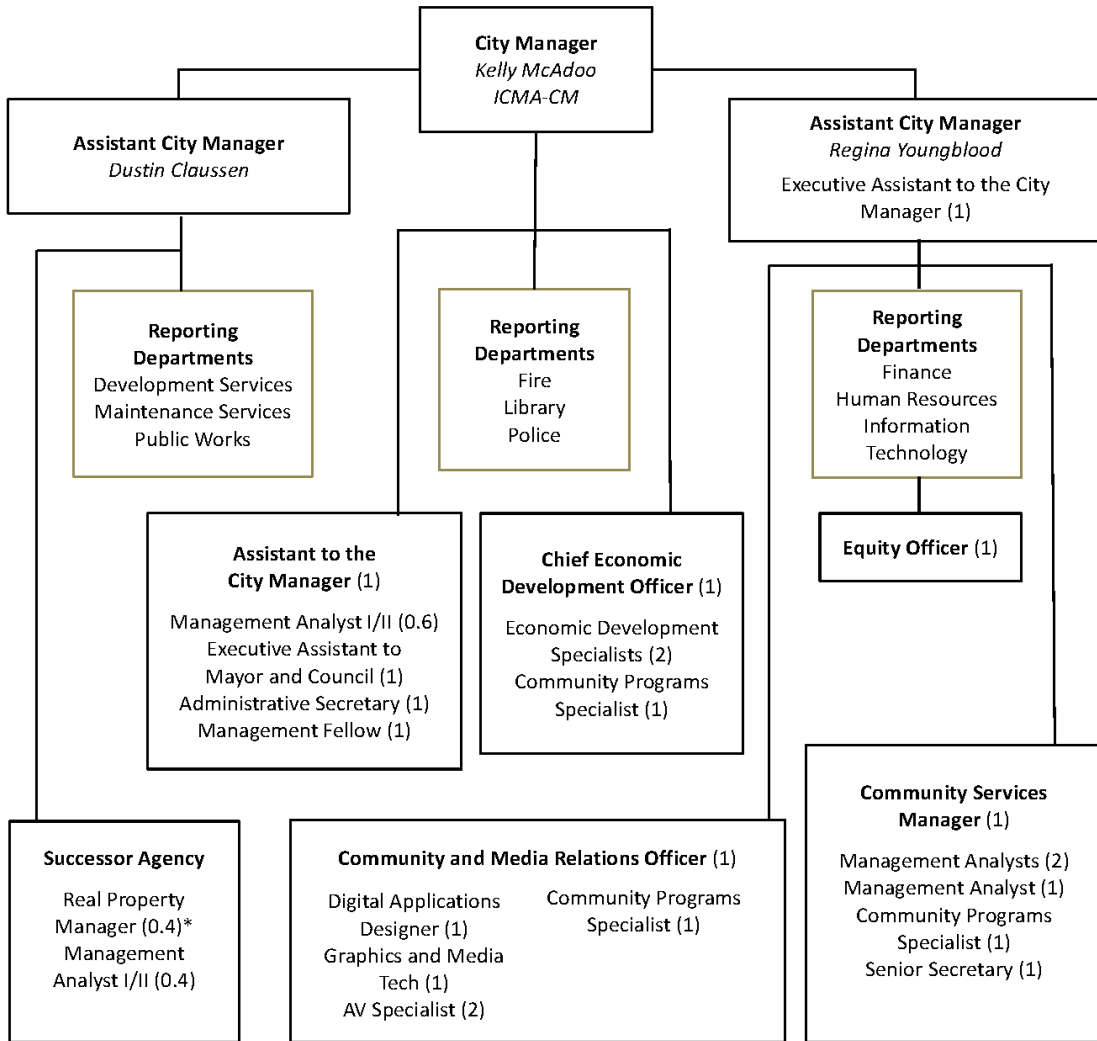 City Manager
Kelly McAdoo
ICMA-CM
Assistant City Manager
Dustin Claussen
Assistant City Manager
Regina Youngblood
Executive Assistant to the City
Manager (1)
Reporting
Departments
Development Services
Maintenance Services
Public Works
Reporting
Departments
Fire
Library
Police
Reporting
Departments
Finance
Human Resources
Information
Technology
Assistant to the
City Manager (1)
Management Analyst I/II (0.6)
Executive Assistant to
Mayor and Council (1)
Administrative Secretary (1)
Management Fellow (1)
Chief Economic
Development Officer (1)
Economic Development
Specialists (2)
Community Programs
Specialist (1)
Equity Officer (1)
Successor Agency
Real Property
Manager (0.4)*
Management
Analyst I/II (0.4)
Community and Media Relations Officer (1)
Digital Applications
Designer (1)
Graphics and Media
Tech (1)
AV Specialist (2)
Community Programs
Specialist (1)
Community Services
Manager (1)
Management Analysts (2)
Management Analyst (1)
Community Programs
Specialist (1)
Senior Secretary (1)